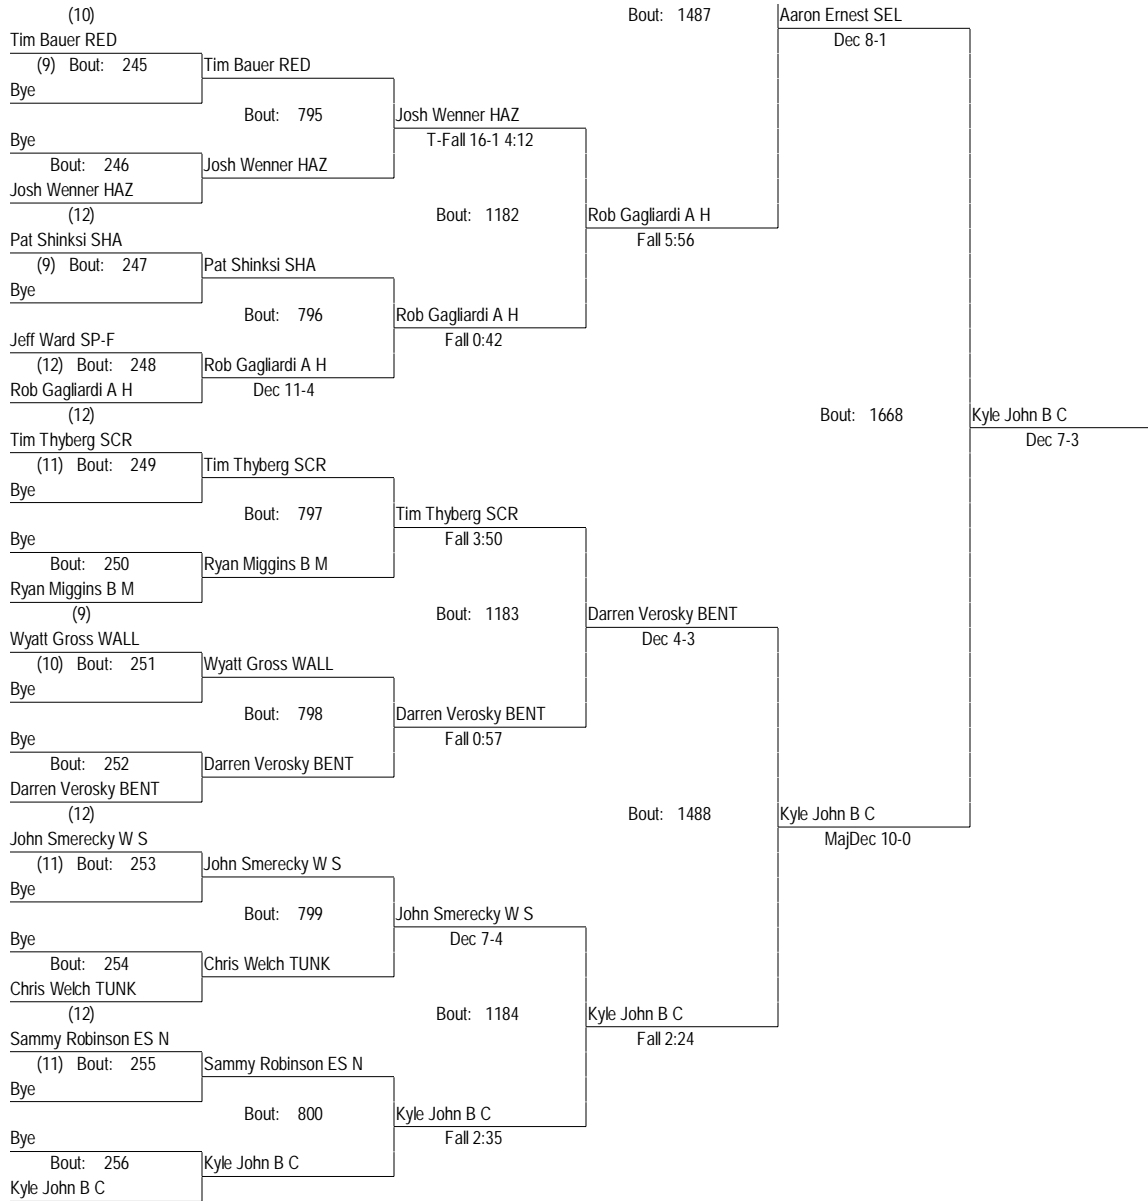 (10)
Bout: 1487
Aaron Ernest SEL
Tim Bauer RED
Dec 8-1
(9) Bout: 245
Tim Bauer RED
Bye
Bout: 795
Josh Wenner HAZ
Bye
T-Fall 16-1 4:12
Bout: 246
Josh Wenner HAZ
Josh Wenner HAZ
(12)
Bout: 1182
Rob Gagliardi A H
Pat Shinksi SHA
Fall 5:56
(9) Bout: 247
Pat Shinksi SHA
Bye
Bout: 796
Rob Gagliardi A H
Jeff Ward SP-F
Fall 0:42
(12) Bout: 248
Rob Gagliardi A H
Rob Gagliardi A H
Dec 11-4
(12)
Bout: 1668
Kyle John B C
Tim Thyberg SCR
Dec 7-3
(11) Bout: 249
Tim Thyberg SCR
Bye
Bout: 797
Tim Thyberg SCR
Bye
Fall 3:50
Bout: 250
Ryan Miggins B M
Ryan Miggins B M
(9)
Bout: 1183
Darren Verosky BENT
Wyatt Gross WALL
Dec 4-3
(10) Bout: 251
Wyatt Gross WALL
Bye
Bout: 798
Darren Verosky BENT
Bye
Fall 0:57
Bout: 252
Darren Verosky BENT
Darren Verosky BENT
(12)
Bout: 1488
Kyle John B C
John Smerecky W S
MajDec 10-0
(11) Bout: 253
John Smerecky W S
Bye
Bout: 799
John Smerecky W S
Bye
Dec 7-4
Bout: 254
Chris Welch TUNK
Chris Welch TUNK
(12)
Bout: 1184
Kyle John B C
Sammy Robinson ES N
Fall 2:24
(11) Bout: 255
Sammy Robinson ES N
Bye
Bout: 800
Kyle John B C
Bye
Fall 2:35
Bout: 256
Kyle John B C
Kyle John B C